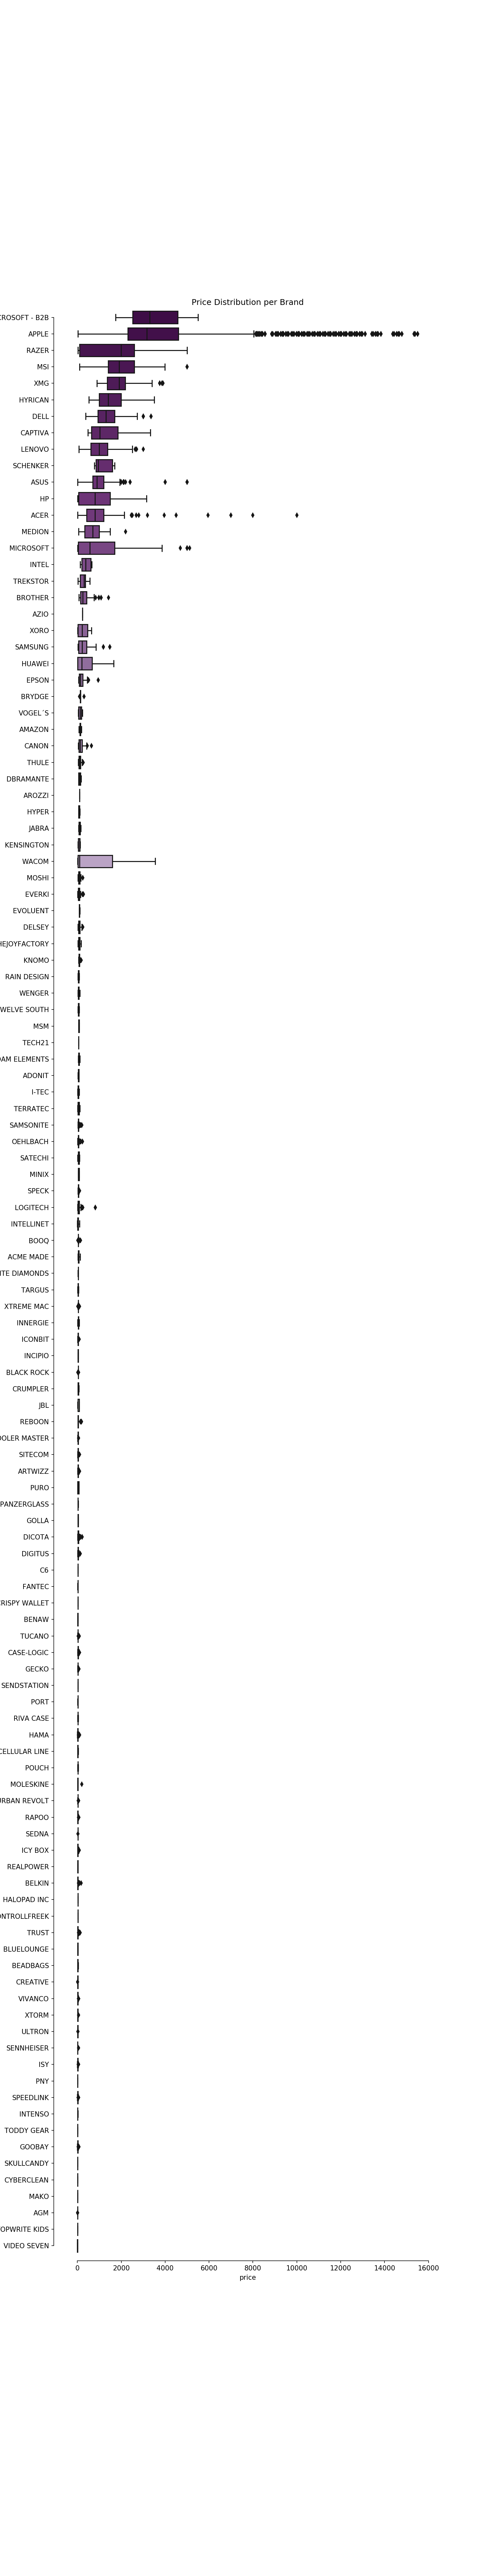 Price Distribution per Brand
CROSOFT - B2B
APPLE
RAZER
MSI
XMG
HYRICAN
DELL
CAPTIVA
LENOVO
SCHENKER
ASUS
HP
ACER
MEDION
MICROSOFT
INTEL
TREKSTOR
BROTHER
AZIO
XORO
SAMSUNG
HUAWEI
EPSON
BRYDGE
VOGEL´S
AMAZON
CANON
THULE
DBRAMANTE
AROZZI
HYPER
JABRA
KENSINGTON
WACOM
MOSHI
EVERKI
EVOLUENT
DELSEY
HEJOYFACTORY
KNOMO
RAIN DESIGN
WENGER
WELVE SOUTH
MSM
TECH21
DAM ELEMENTS
ADONIT
I-TEC
TERRATEC
SAMSONITE
OEHLBACH
SATECHI
MINIX
SPECK
LOGITECH
INTELLINET
BOOQ
ACME MADE
ITE DIAMONDS
TARGUS
XTREME MAC
INNERGIE
ICONBIT
INCIPIO
BLACK ROCK
CRUMPLER
JBL
REBOON
OOLER MASTER
SITECOM
ARTWIZZ
PURO
PANZERGLASS
GOLLA
DICOTA
DIGITUS
C6
FANTEC
CRISPY WALLET
BENAW
TUCANO
CASE-LOGIC
GECKO
SENDSTATION
PORT
RIVA CASE
HAMA
CELLULAR LINE
POUCH
MOLESKINE
URBAN REVOLT
RAPOO
SEDNA
ICY BOX
REALPOWER
BELKIN
HALOPAD INC
ONTROLLFREEK
TRUST
BLUELOUNGE
BEADBAGS
CREATIVE
VIVANCO
XTORM
ULTRON
SENNHEISER
ISY
PNY
SPEEDLINK
INTENSO
TODDY GEAR
GOOBAY
SKULLCANDY
CYBERCLEAN
MAKO
AGM
OPWRITE KIDS
VIDEO SEVEN
0 2000 4000 6000 8000 10000 12000 14000 16000
price